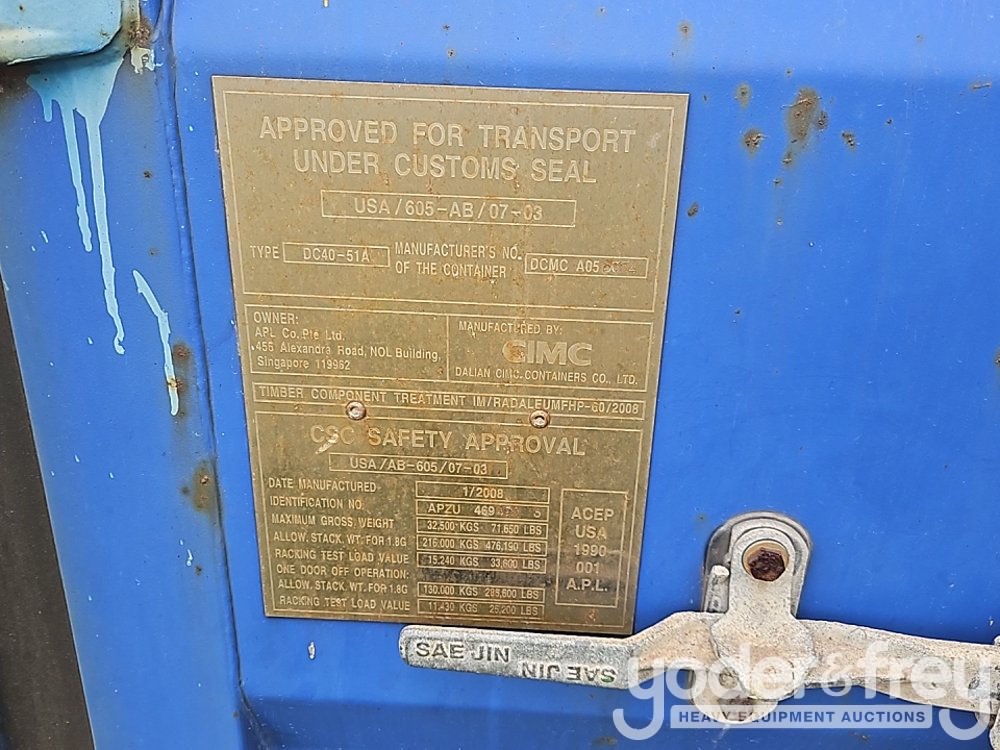 APPROVED FOR TRANSPORT
UNDER CUSTOMS SEAL
USA/605-AB/07-03
TYPE DC40-51A MANUFACTURER'S NO. OF THE CONTAINER DCMC A05
OWNER:
APL Co.Pte Ltd.
456 Alexandra Road, NOL Building,
Singapore 119962
MANUFACTURED BY:
CIMC
DALIAN CIMC CONTAINERS CO., LTD.
TIMBER COMPONENT TREATMENT IM/RADALEUMFHP-60/2008
CSC SAFETY APPROVAL
USA/AB-605/07-03
DATE MANUFACTURED 1/2008
IDENTIFICATION NO. APZU
MAXIMUM GROSS WEIGHT 32,500 KGS 71,650 LBS
ALLOW. STACK. WT. FOR 1.8G 216,000 KGS 476,190 LBS
RACKING TEST LOAD VALUE 15,240 KGS 33,600 LBS
ONE DOOR OFF OPERATION:
ALLOW. STACK. WT. FOR 1.8G 130,000 KGS LBS
RACKING TEST LOAD VALUE KGS 26,200 LBS
ACEP
USA
1990
001
A.P.L.
SAE JIN
SAE JIN
yoder&frey
HEAVY EQUIPMENT AUCTIONS